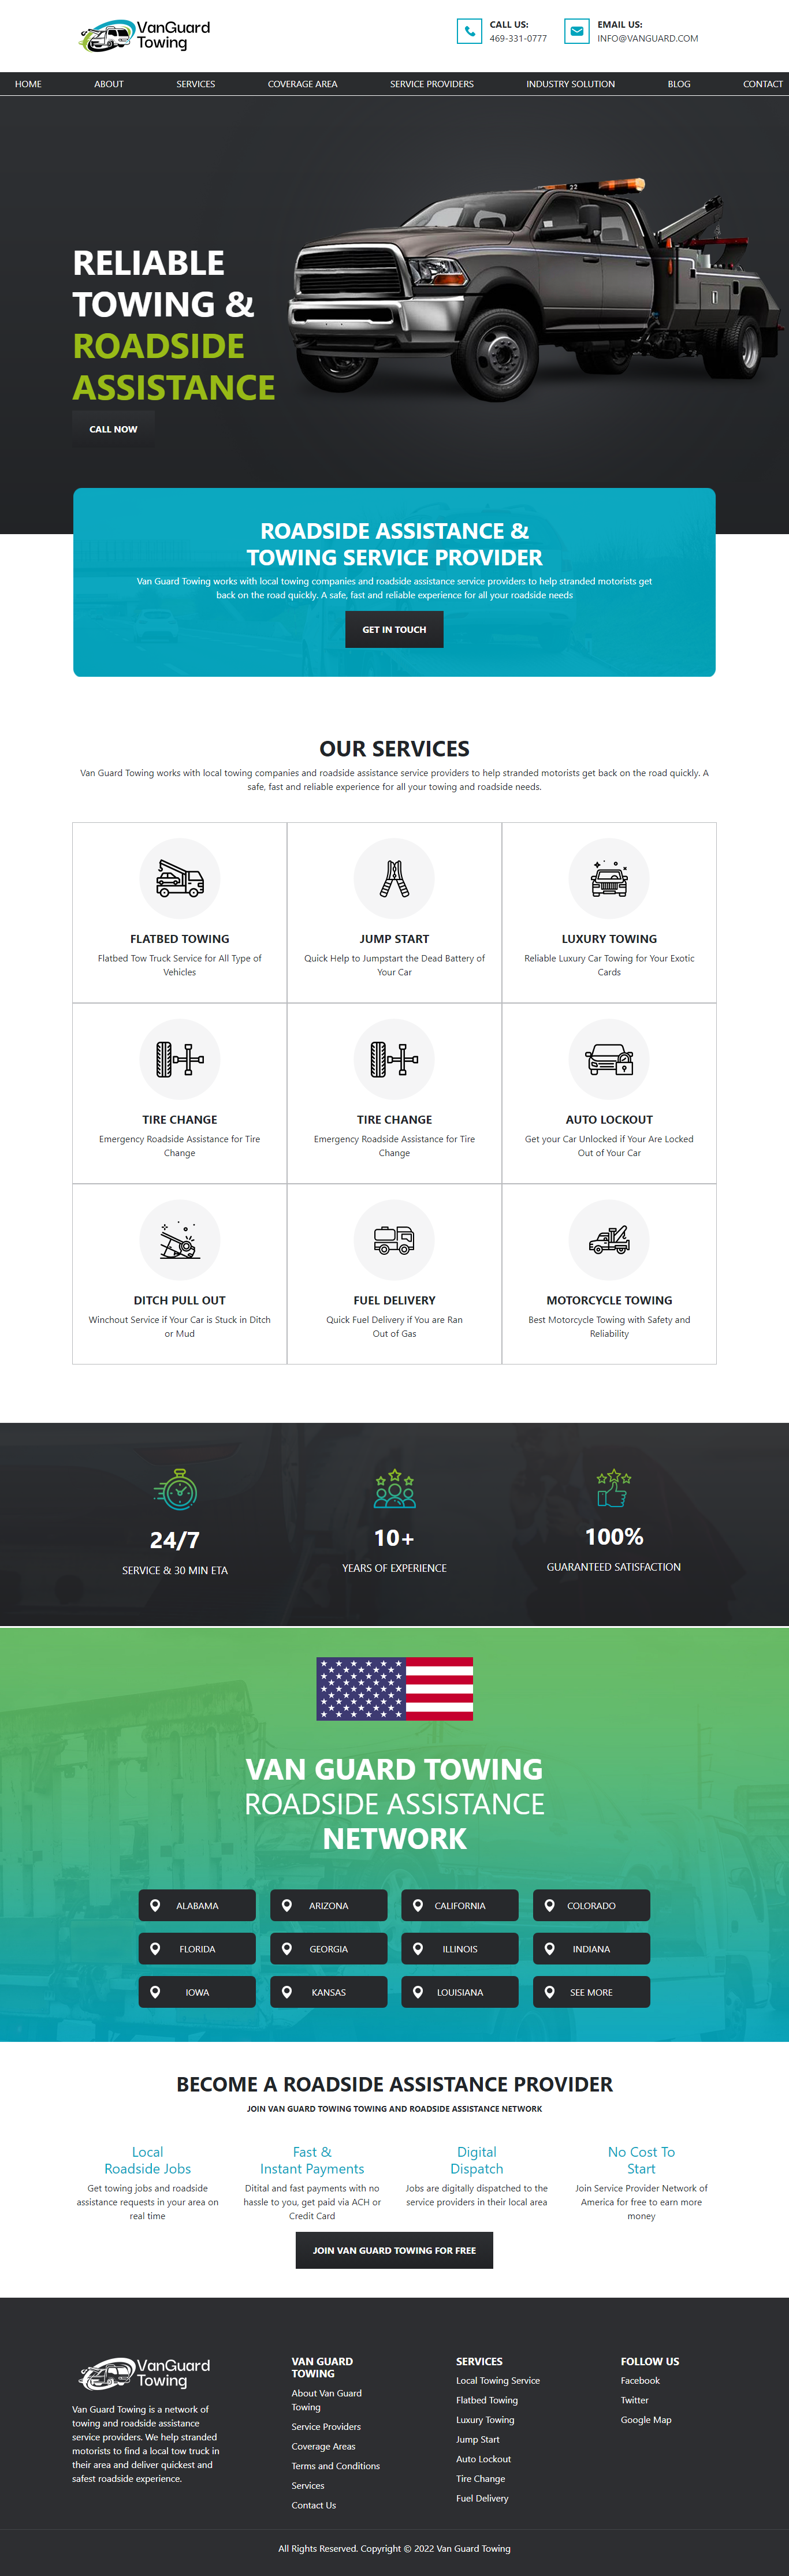 VanGuard
Towing
CALL US:
469-331-0777
EMAIL US:
INFO@VANGUARD.COM
HOME ABOUT SERVICES COVERAGE AREA SERVICE PROVIDERS INDUSTRY SOLUTION BLOG CONTACT
22
RELIABLE
TOWING &
ROADSIDE
ASSISTANCE
CALL NOW
ROADSIDE ASSISTANCE &
TOWING SERVICE PROVIDER
Van Guard Towing works with local towing companies and roadside assistance service providers to help stranded motorists get
back on the road quickly. A safe, fast and reliable experience for all your roadside needs
GET IN TOUCH
OUR SERVICES
Van Guard Towing works with local towing companies and roadside assistance service providers to help stranded motorists get back on the road quickly. A
safe, fast and reliable experience for all your towing and roadside needs.
FLATBED TOWING
Flatbed Tow Truck Service for All Type of
Vehicles
JUMP START
Quick Help to Jumpstart the Dead Battery of
Your Car
LUXURY TOWING
Reliable Luxury Car Towing for Your Exotic
Cards
TIRE CHANGE
Emergency Roadside Assistance for Tire
Change
TIRE CHANGE
Emergency Roadside Assistance for Tire
Change
AUTO LOCKOUT
Get your Car Unlocked if Your Are Locked
Out of Your Car
DITCH PULL OUT
Winchout Service if Your Car is Stuck in Ditch
or Mud
FUEL DELIVERY
Quick Fuel Delivery if You are Ran
Out of Gas
MOTORCYCLE TOWING
Best Motorcycle Towing with Safety and
Reliability
24/7
SERVICE & 30 MIN ETA
10+
YEARS OF EXPERIENCE
100%
GUARANTEED SATISFACTION
VAN GUARD TOWING
ROADSIDE ASSISTANCE
NETWORK
ALABAMA ARIZONA CALIFORNIA COLORADO
FLORIDA GEORGIA ILLINOIS INDIANA
IOWA KANSAS LOUISIANA SEE MORE
BECOME A ROADSIDE ASSISTANCE PROVIDER
JOIN VAN GUARD TOWING TOWING AND ROADSIDE ASSISTANCE NETWORK
Local
Roadside Jobs
Get towing jobs and roadside
assistance requests in your area on
real time
Fast &
Instant Payments
Ditital and fast payments with no
hassle to you, get paid via ACH or
Credit Card
Digital
Dispatch
Jobs are digitally dispatched to the
service providers in their local area
No Cost To
Start
Join Service Provider Network of
America for free to earn more
money
JOIN VAN GUARD TOWING FOR FREE
VanGuard
Towing
Van Guard Towing is a network of
towing and roadside assistance
service providers. We help stranded
motorists to find a local tow truck in
their area and deliver quickest and
safest roadside experience.
VAN GUARD
TOWING
About Van Guard
Towing
Service Providers
Coverage Areas
Terms and Conditions
Services
Contact Us
SERVICES
Local Towing Service
Flatbed Towing
Luxury Towing
Jump Start
Auto Lockout
Tire Change
Fuel Delivery
FOLLOW US
Facebook
Twitter
Google Map
All Rights Reserved. Copyright © 2022 Van Guard Towing